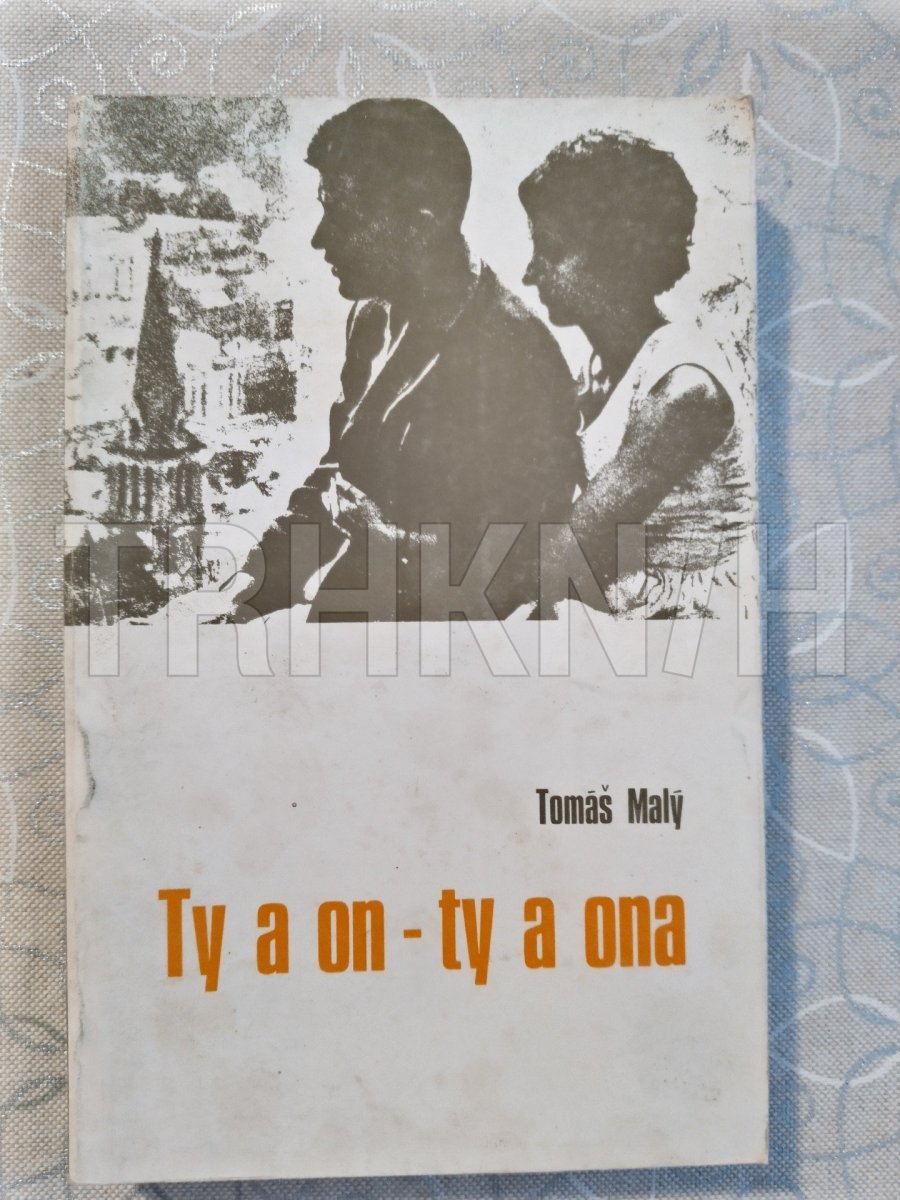 TRHKNIH
Tomáš Malý
Ty a on - ty a ona